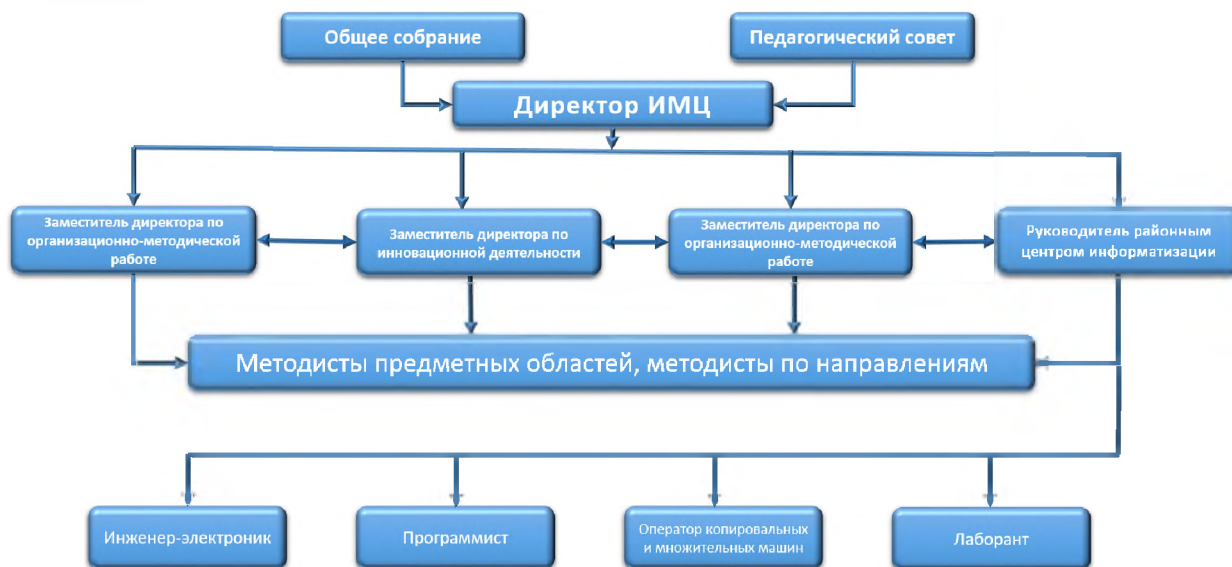 Общее собрание
Педагогический совет
Директор ИМЦ
Заместитель директора по
организационно-методической
работе
Заместитель директора по
инновационной деятельности
Заместитель директора по
организационно-методической
работе
Руководитель районным
центром информатизации
Методисты предметных областей, методисты по направлениям
Инженер-электроник
Программист
Оператор копировальных
и множительных машин
Лаборант